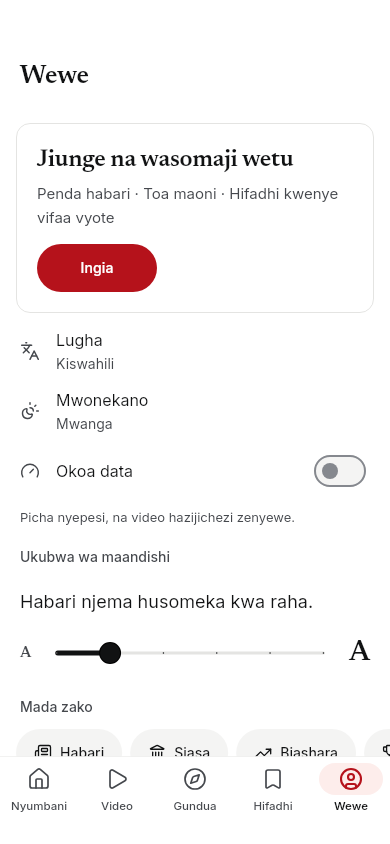 Wewe
Jiunge na wasomaji wetu
Penda habari · Toa maoni · Hifadhi kwenye
vifaa vyote
Ingia
Lugha
Kiswahili
Mwonekano
Mwanga
Okoa data
Picha nyepesi, na video hazijichezi zenyewe.
Ukubwa wa maandishi
Habari njema husomeka kwa raha.
A A
Mada zako
Habari Siasa Biashara
Nyumbani Video Gundua Hifadhi Wewe